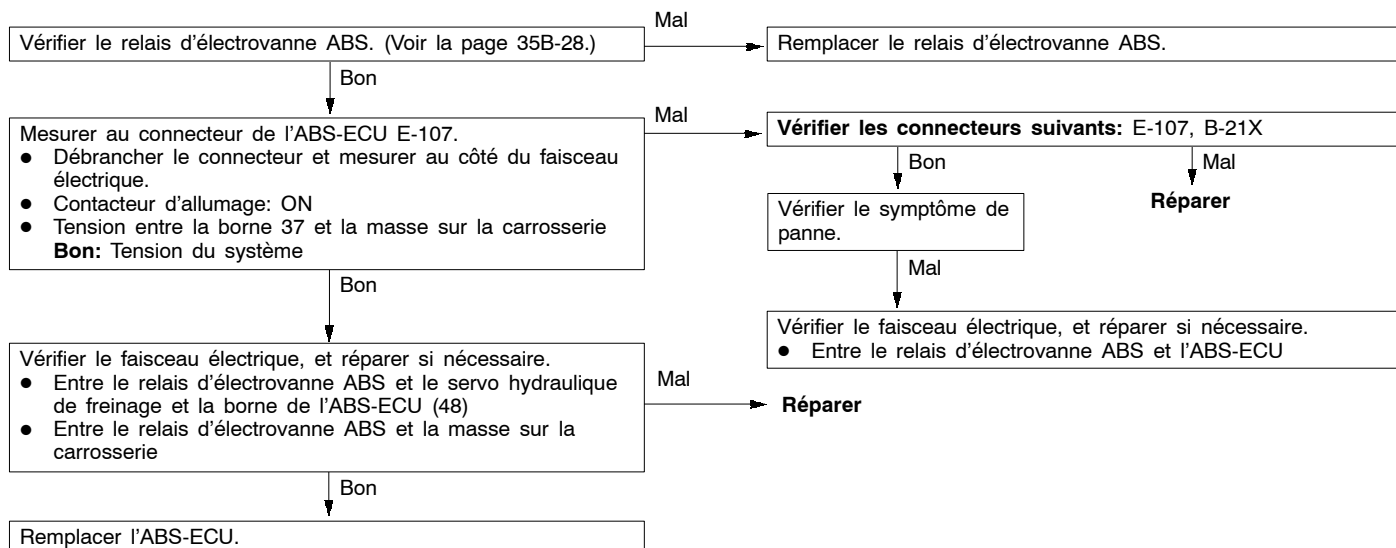 Vérifier le relais d'électrovanne ABS. (Voir la page 35B-28.)
Mal
Remplacer le relais d'électrovanne ABS.
Bon
Mesurer au connecteur de l'ABS-ECU E-107.
● Débrancher le connecteur et mesurer au côté du faisceau
électrique.
● Contacteur d'allumage: ON
● Tension entre la borne 37 et la masse sur la carrosserie
Bon: Tension du système
Mal
Vérifier les connecteurs suivants: E-107, B-21X
Bon
Mal
Réparer
Vérifier le symptôme de
panne.
Mal
Vérifier le faisceau électrique, et réparer si nécessaire.
● Entre le relais d'électrovanne ABS et l'ABS-ECU
Bon
Vérifier le faisceau électrique, et réparer si nécessaire.
● Entre le relais d'électrovanne ABS et le servo hydraulique
de freinage et la borne de l'ABS-ECU (48)
● Entre le relais d'électrovanne ABS et la masse sur la
carrosserie
Mal
Réparer
Bon
Remplacer l'ABS-ECU.